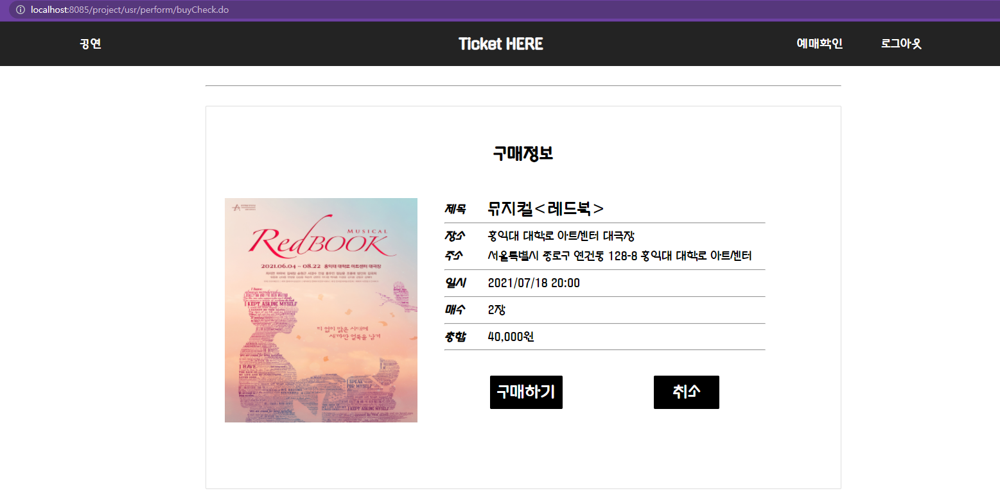 localhost:8085/project/usr/perform/buyCheck.do
공연
Ticket HERE
예매확인
로그아웃
구매정보
MUSICAL
RedBOOK
2021.06.04 ~ 08.22 홍익대 대학로 아트센터 대극장
I KEPT ASKING MYSELF
티 없이 맑은 시대에
새까만 얼룩을 남겨
I HAVE
I SPEAK
FOR MYSELF
I KEPT ASKING MYSELF
제목 뮤지컬<레드북>
장소 홍익대 대학로 아트센터 대극장
주소 서울특별시 종로구 연건동 128-8 홍익대 대학로 아트센터
일시 2021/07/18 20:00
매수 2장
총합 40,000원
구매하기
취소